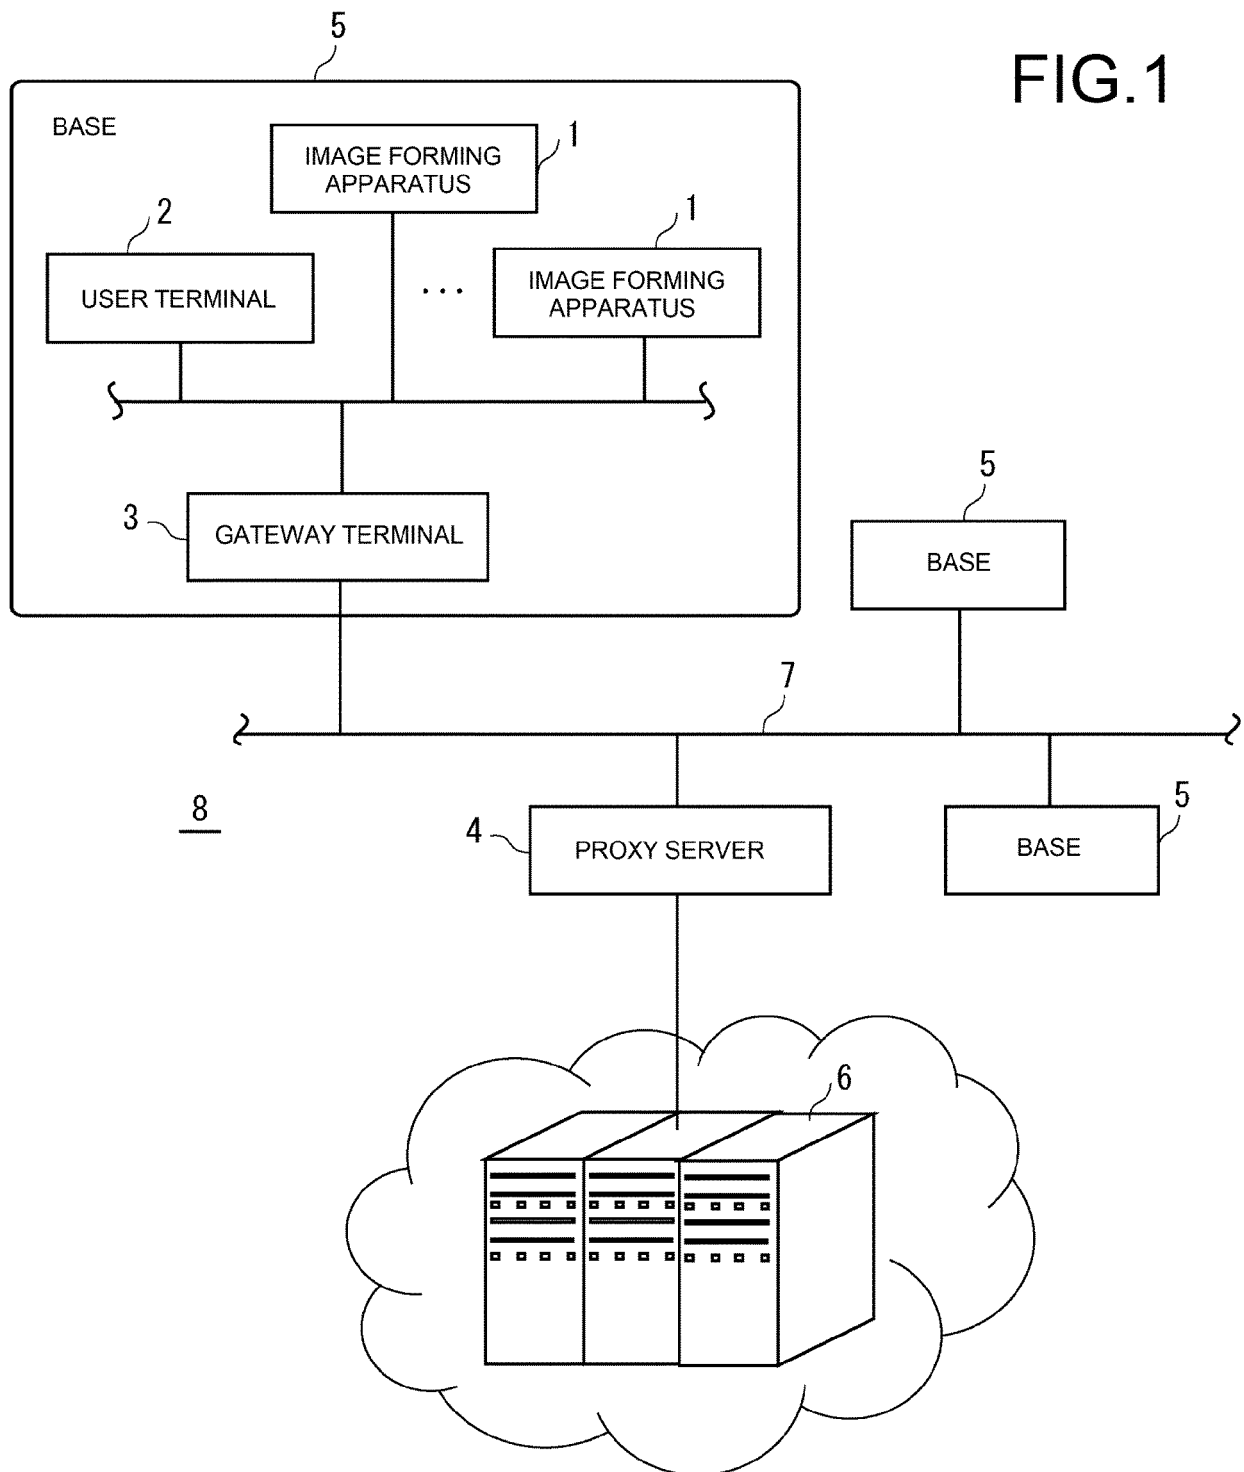 5
FIG.1
BASE
1
IMAGE FORMING
APPARATUS
2
1
USER TERMINAL
...
IMAGE FORMING
APPARATUS
3
GATEWAY TERMINAL
5
BASE
7
8
4
PROXY SERVER
5
BASE
6